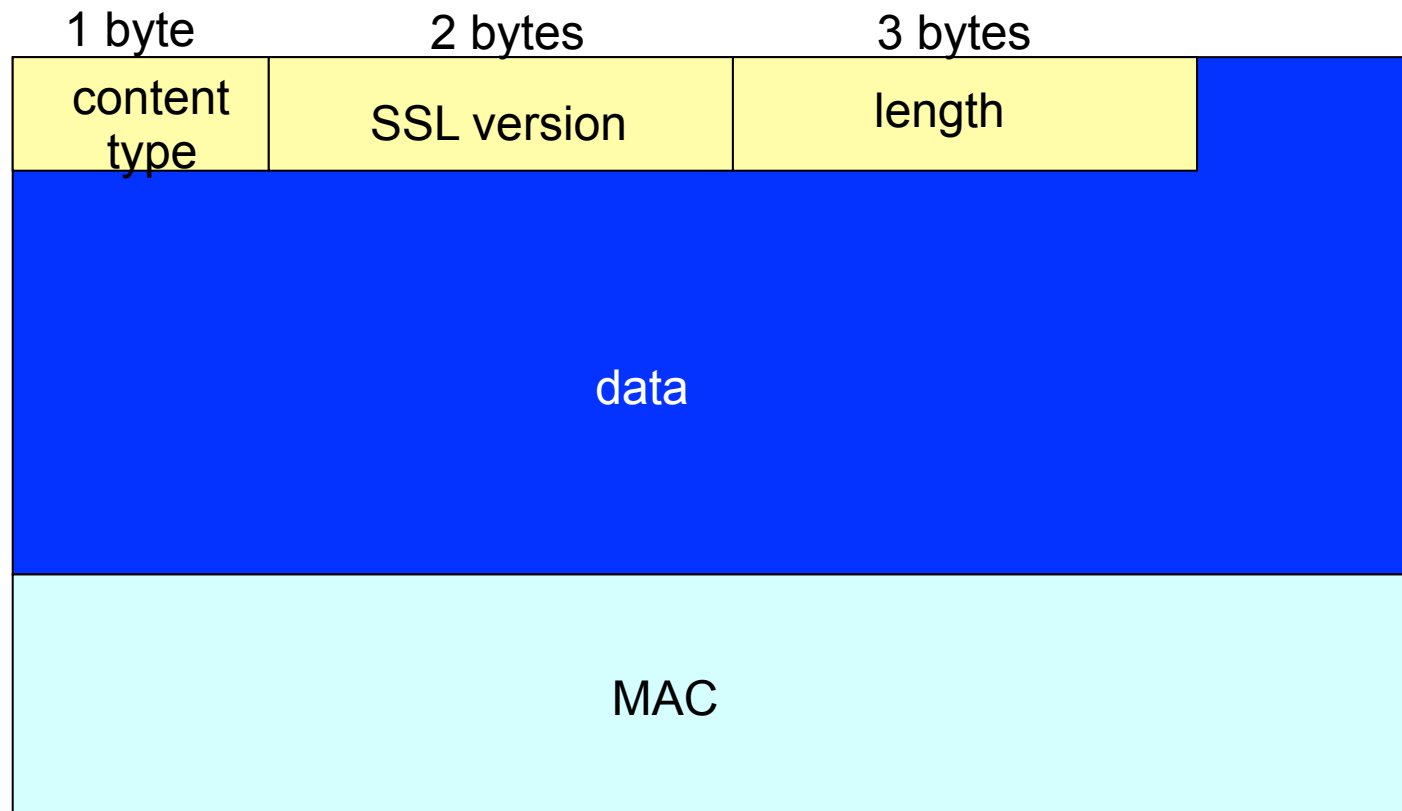 1 byte
2 bytes
3 bytes
content
type
SSL version
length
data
MAC